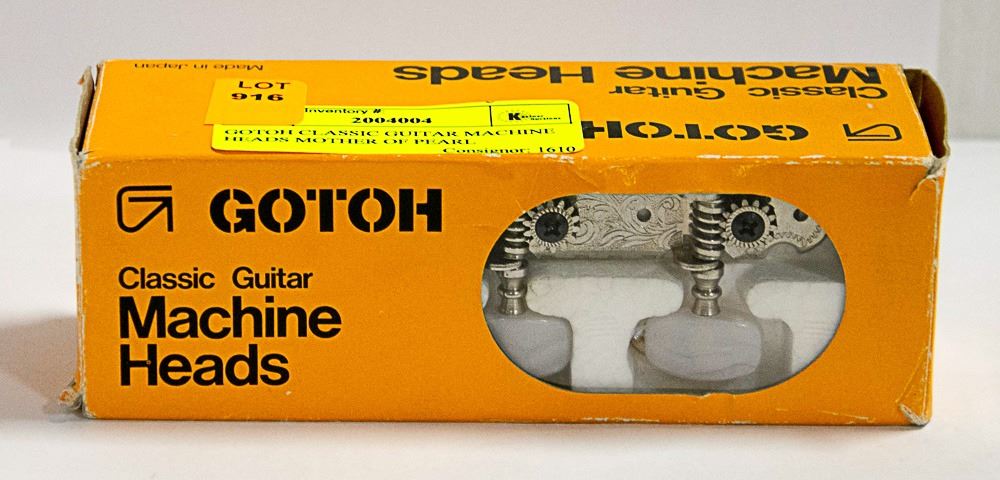 Made in Japan
Classic Guitar
Machine Heads
GOTOH
LOT
916
Inventory #:
2004004
GOTOH CLASSIC GUITAR MACHINE
HEADS MOTHER OF PEARL
Consignor: 1610
GOTOH
Classic Guitar
Machine
Heads